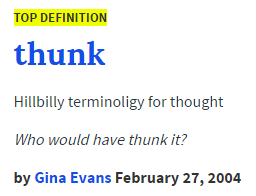 TOP DEFINITION
thunk
Hillbilly terminoligy for thought
Who would have thunk it?
by Gina Evans February 27, 2004